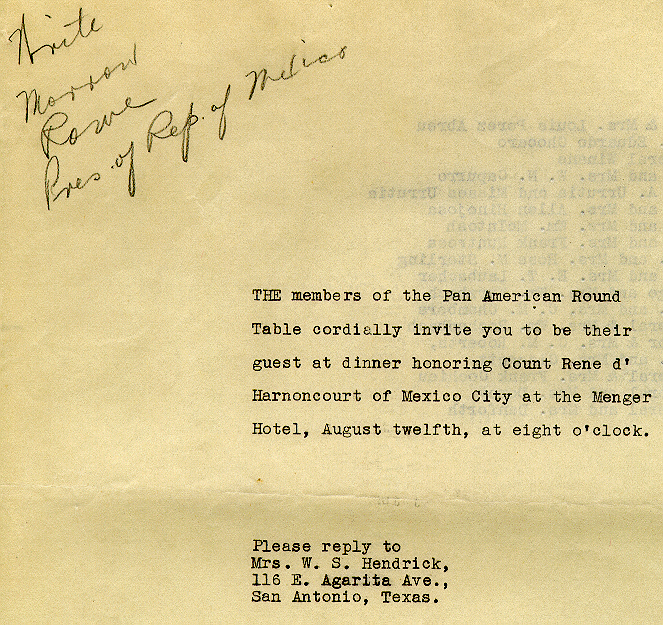 Write
Morrow
Rowe
Pres. of Rep. of Mexico
THE members of the Pan American Round
Table cordially invite you to be their
guest at dinner honoring Count Rene d'
Harnoncourt of Mexico City at the Menger
Hotel, August twelfth, at eight o'clock.
Please reply to
Mrs. W. S. Hendrick,
116 E. Agarita Ave.,
San Antonio, Texas.